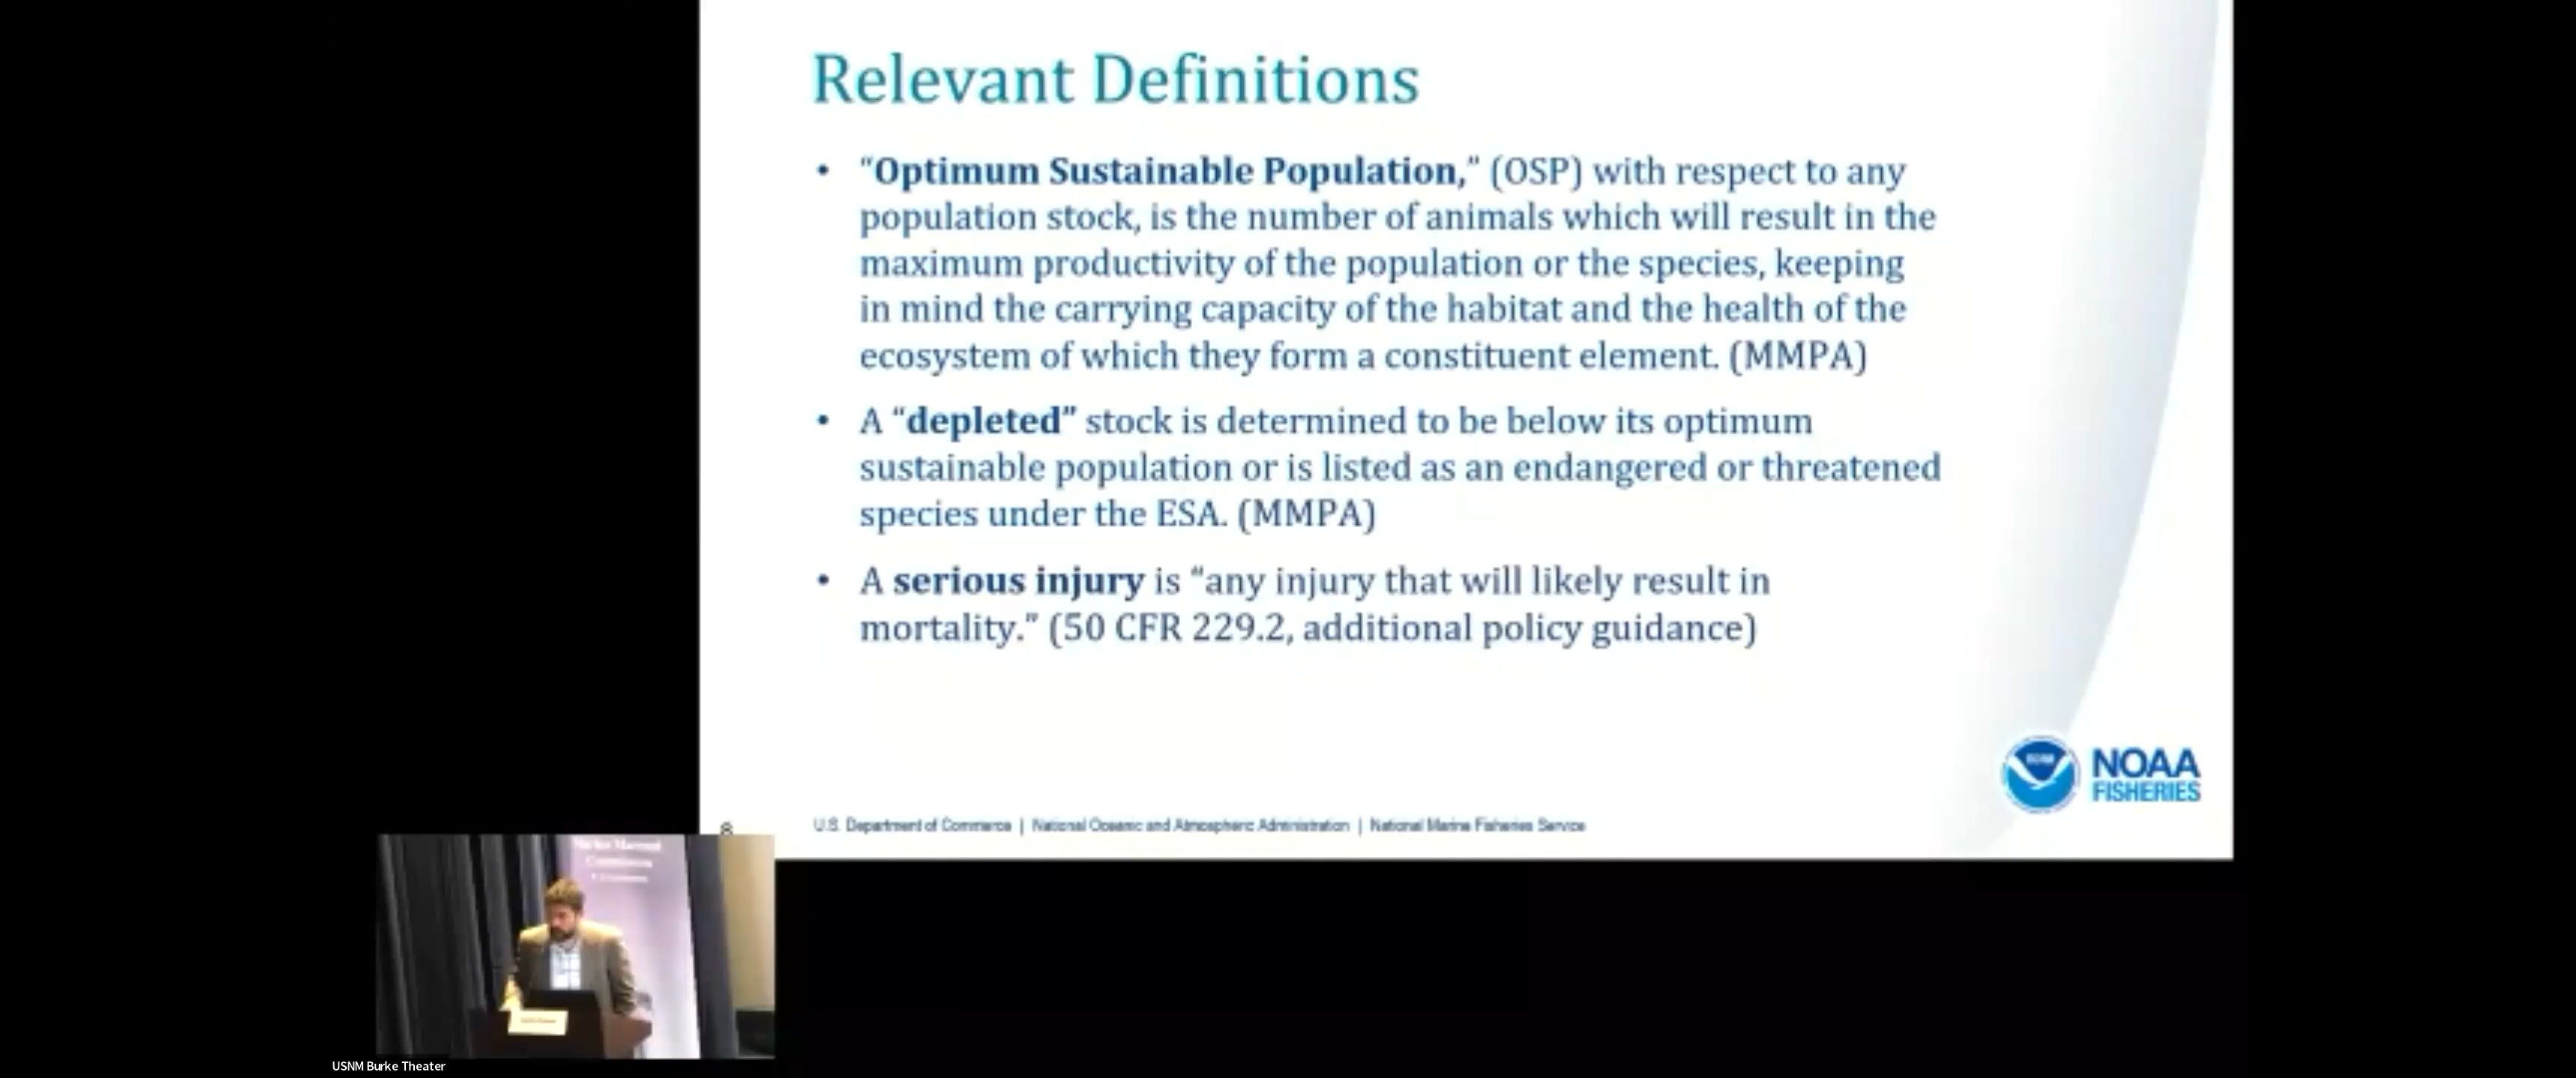 Relevant Definitions
• “Optimum Sustainable Population,” (OSP) with respect to any
population stock, is the number of animals which will result in the
maximum productivity of the population or the species, keeping
in mind the carrying capacity of the habitat and the health of the
ecosystem of which they form a constituent element. (MMPA)
• A “depleted” stock is determined to be below its optimum
sustainable population or is listed as an endangered or threatened
species under the ESA. (MMPA)
• A serious injury is “any injury that will likely result in
mortality.” (50 CFR 229.2, additional policy guidance)
NOAA
FISHERIES
U.S. Department of Commerce | National Oceanic and Atmospheric Administration | National Marine Fisheries Service
Commission
USNM Burke Theater